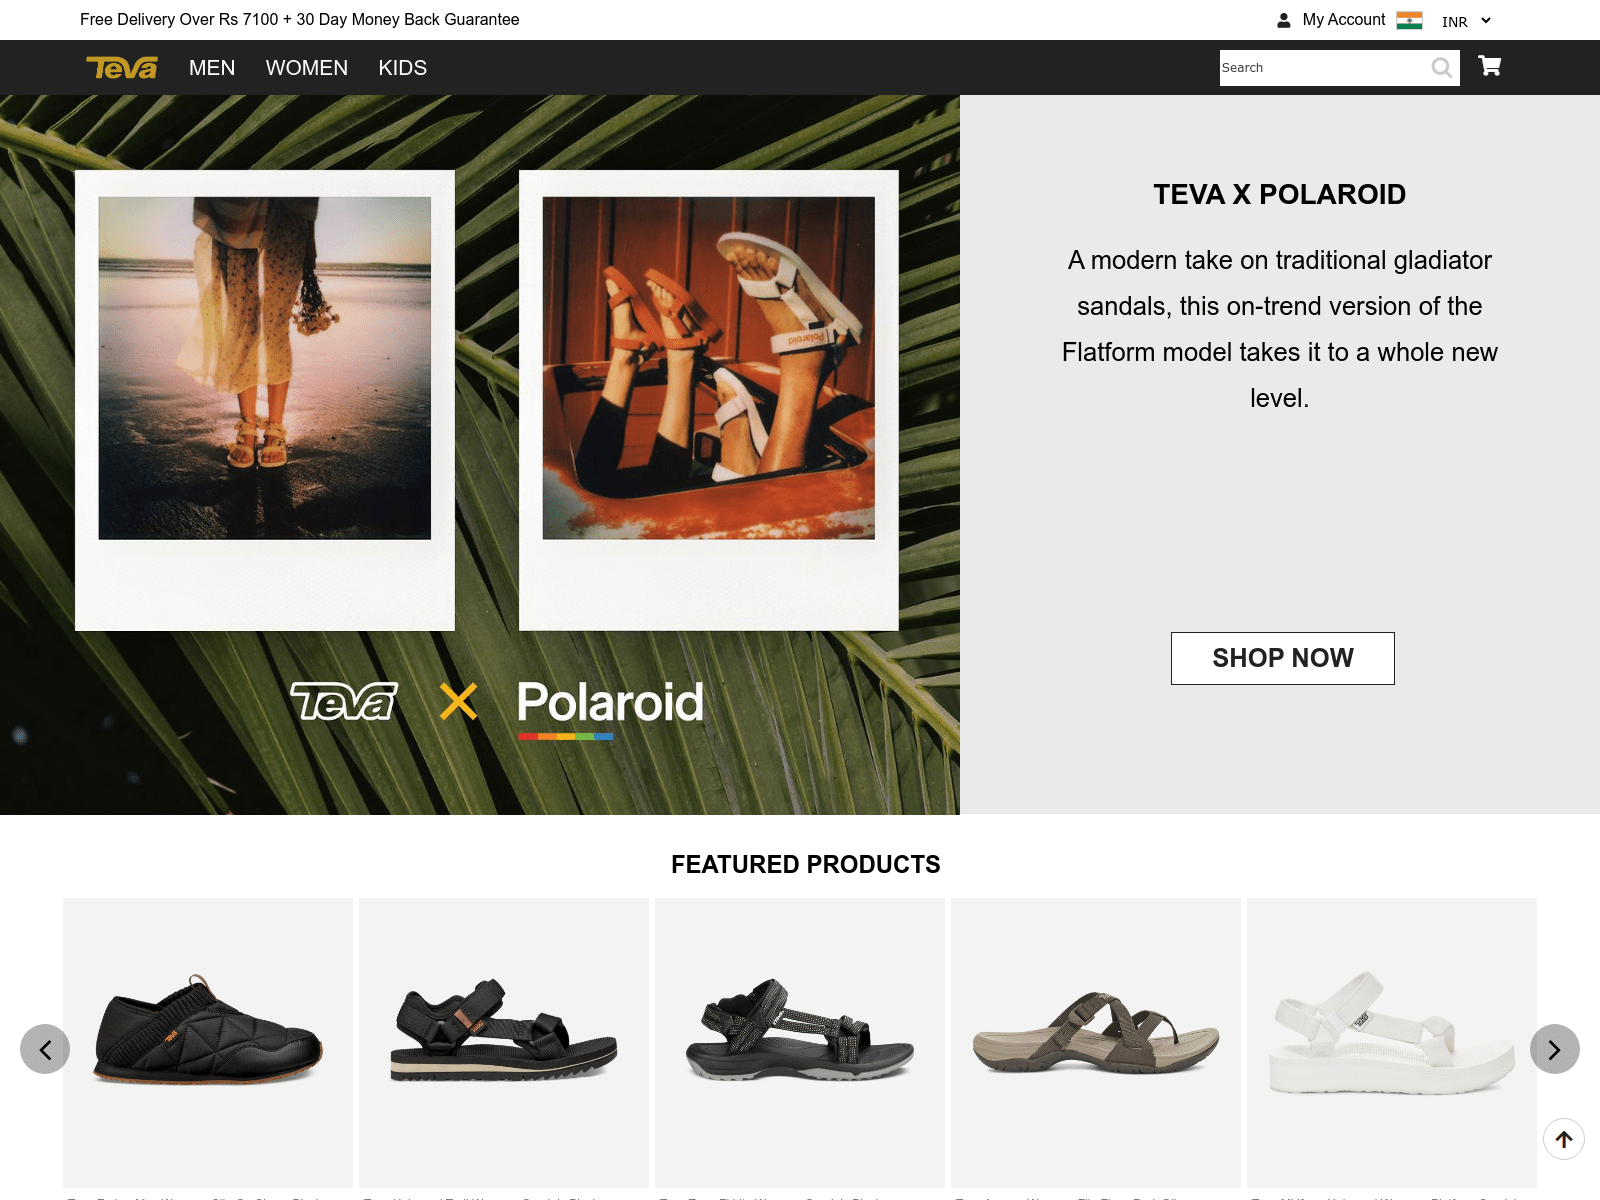 Free Delivery Over Rs 7100 + 30 Day Money Back Guarantee
My Account
INR
Teva
MEN
WOMEN
KIDS
Search
Polaroid
Teva X Polaroid
TEVA X POLAROID
A modern take on traditional gladiator
sandals, this on-trend version of the
Flatform model takes it to a whole new
level.
SHOP NOW
FEATURED PRODUCTS